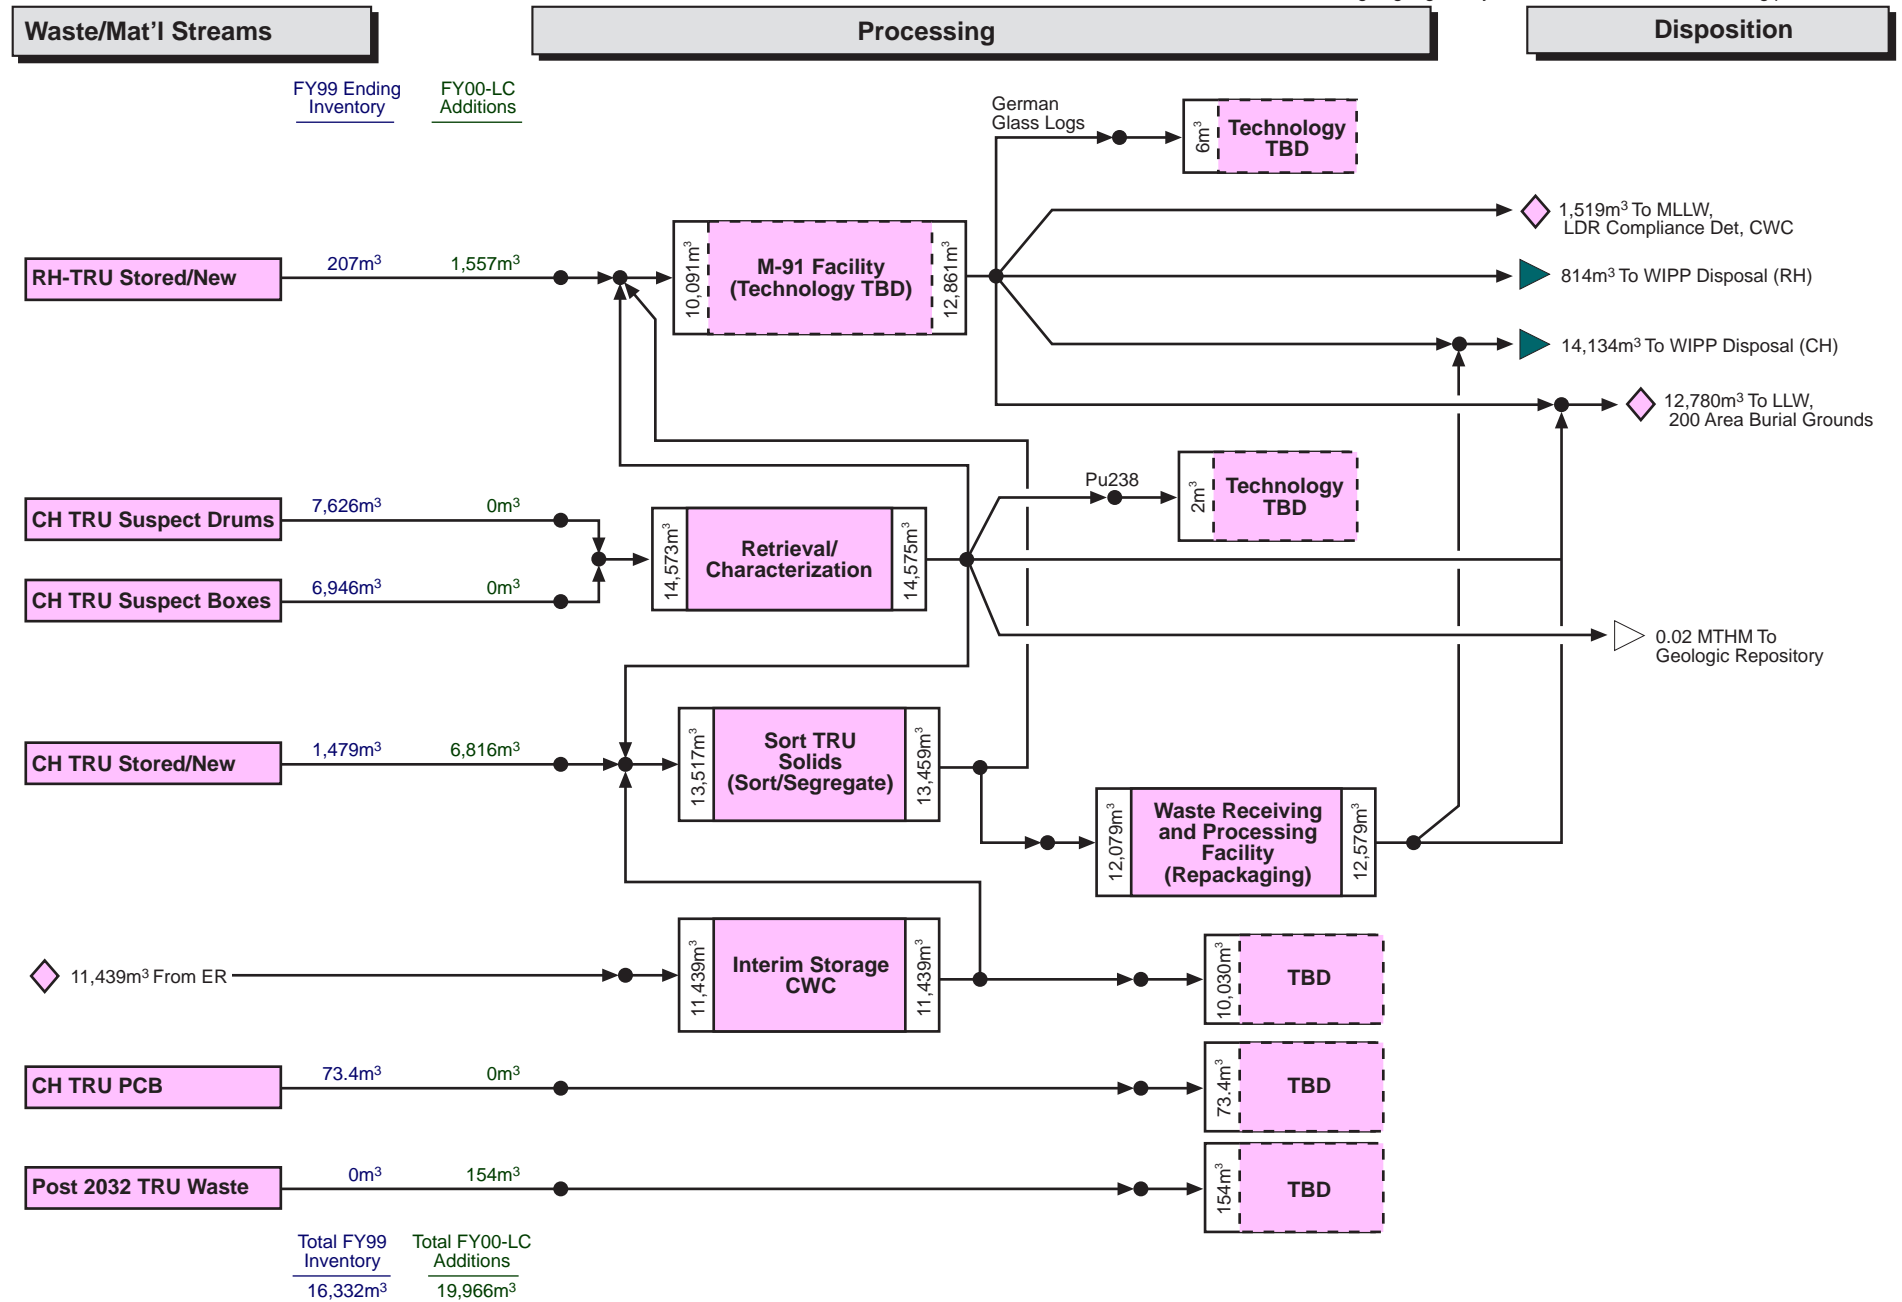 Waste/Mat'l Streams
Processing
Disposition
FY99 Ending
Inventory
FY00-LC
Additions
German
Glass Logs
6m³
Technology
TBD
1,519m³ To MLLW,
LDR Compliance Det, CWC
RH-TRU Stored/New
207m³
1,557m³
10,091m³
M-91 Facility
(Technology TBD)
12,861m³
814m³ To WIPP Disposal (RH)
14,134m³ To WIPP Disposal (CH)
12,780m³ To LLW,
200 Area Burial Grounds
Pu238
2m³
Technology
TBD
CH TRU Suspect Drums
7,626m³
0m³
14,573m³
Retrieval/
Characterization
14,575m³
CH TRU Suspect Boxes
6,946m³
0m³
0.02 MTHM To
Geologic Repository
CH TRU Stored/New
1,479m³
6,816m³
13,517m³
Sort TRU
Solids
(Sort/Segregate)
13,459m³
12,079m³
Waste Receiving
and Processing
Facility
(Repackaging)
12,579m³
11,439m³ From ER
11,439m³
Interim Storage
CWC
11,439m³
10,030m³
TBD
CH TRU PCB
73.4m³
0m³
73.4m³
TBD
Post 2032 TRU Waste
0m³
154m³
154m³
TBD
Total FY99
Inventory
16,332m³
Total FY00-LC
Additions
19,966m³